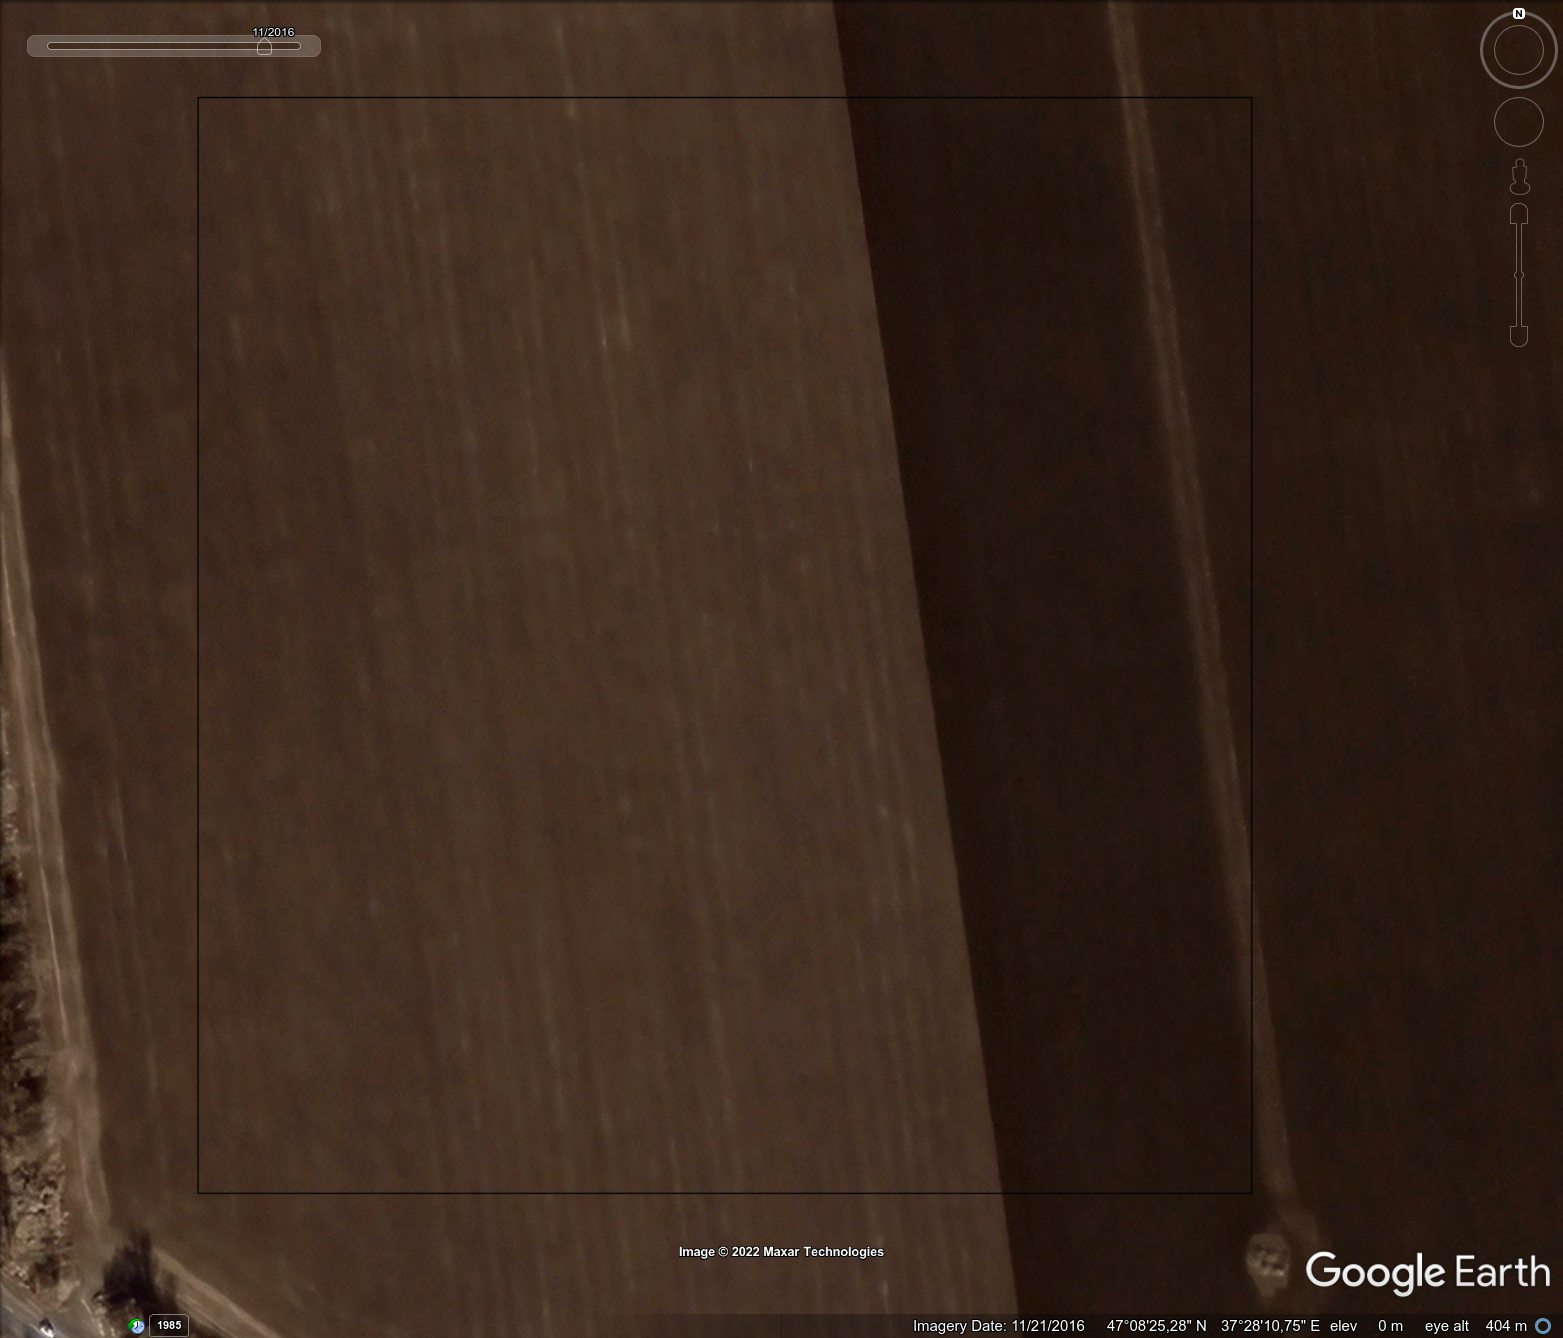 11/2016
N
Image © 2022 Maxar Technologies
Google Earth
1985
Imagery Date: 11/21/2016 47°08'25,28" N 37°28'10,75" E elev 0 m eye alt 404 m